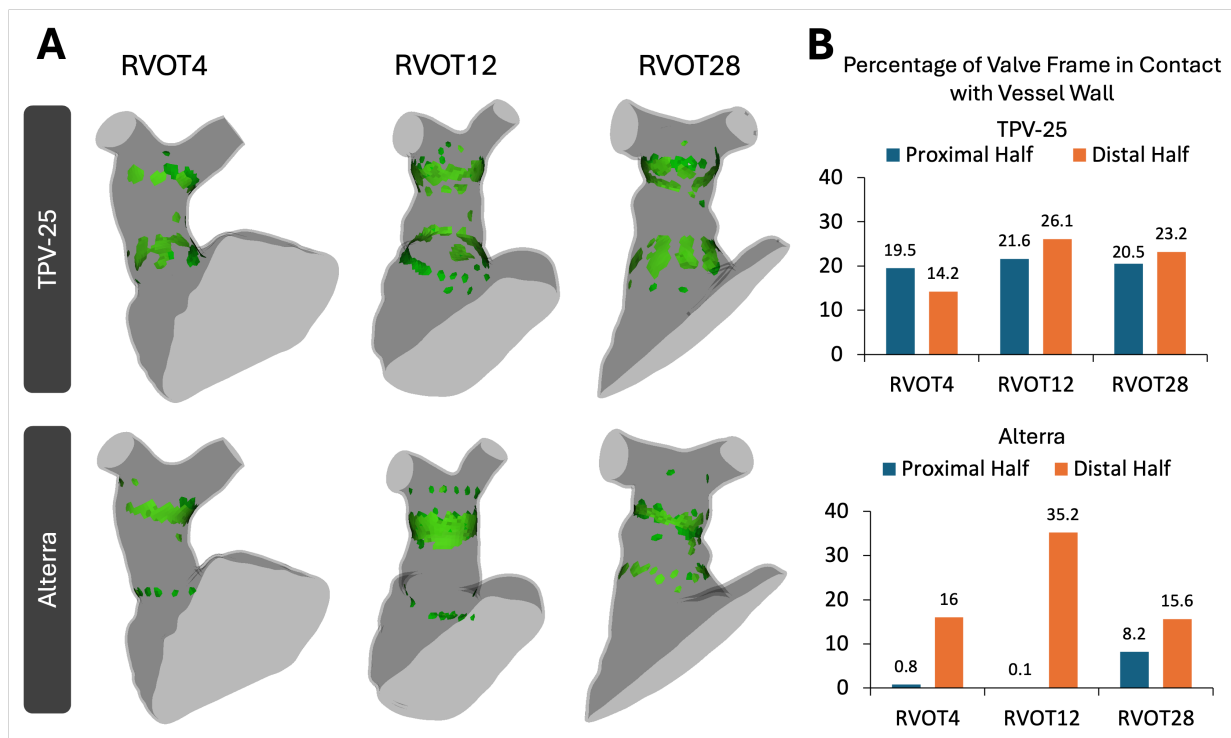 A
RVOT4
RVOT12
RVOT28
TPV-25
Alterra
B
Percentage of Valve Frame in Contact
with Vessel Wall
TPV-25
Proximal Half
Distal Half
40
30
20
10
0
19.5
14.2
21.6
26.1
20.5
23.2
RVOT4
RVOT12
RVOT28
Alterra
Proximal Half
Distal Half
40
30
20
10
0
0.8
16
0.1
35.2
8.2
15.6
RVOT4
RVOT12
RVOT28